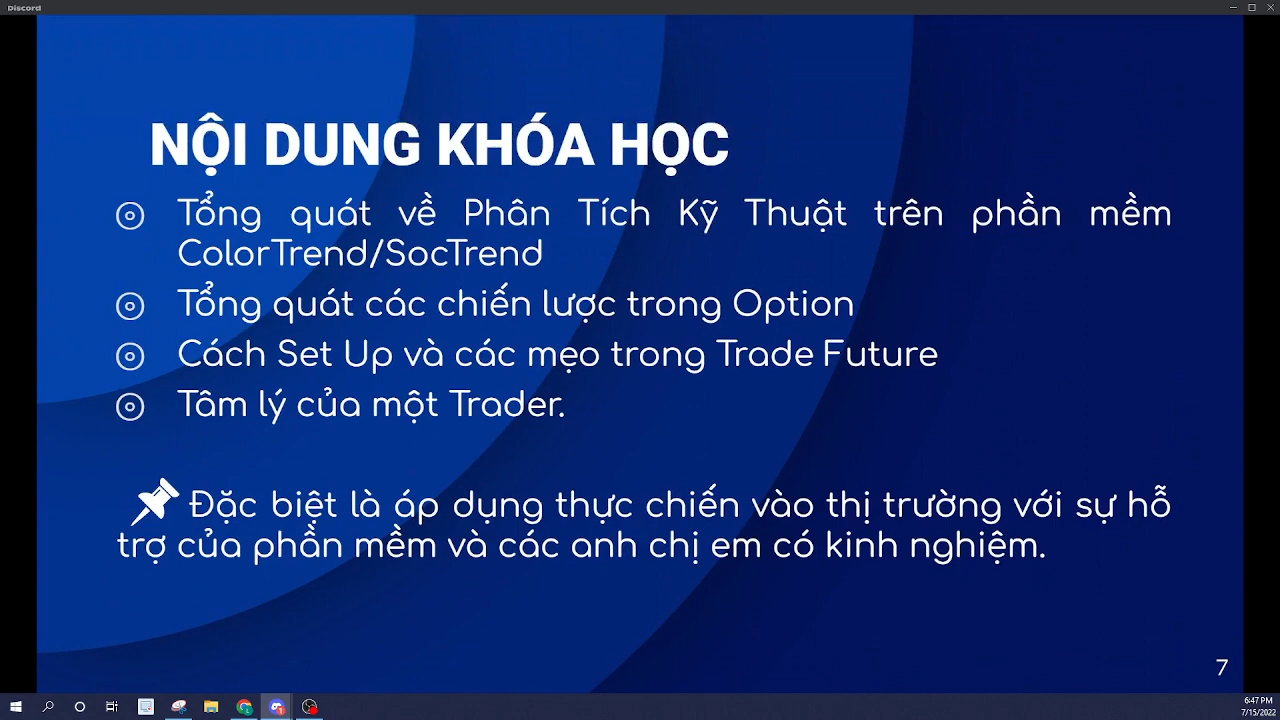 Discord
NỘI DUNG KHÓA HỌC
Tổng quát về Phân Tích Kỹ Thuật trên phần mềm
ColorTrend/SocTrend
Tổng quát các chiến lược trong Option
Cách Set Up và các mẹo trong Trade Future
Tâm lý của một Trader.
Đặc biệt là áp dụng thực chiến vào thị trường với sự hỗ
trợ của phần mềm và các anh chị em có kinh nghiệm.
7
6:47 PM
7/15/2022